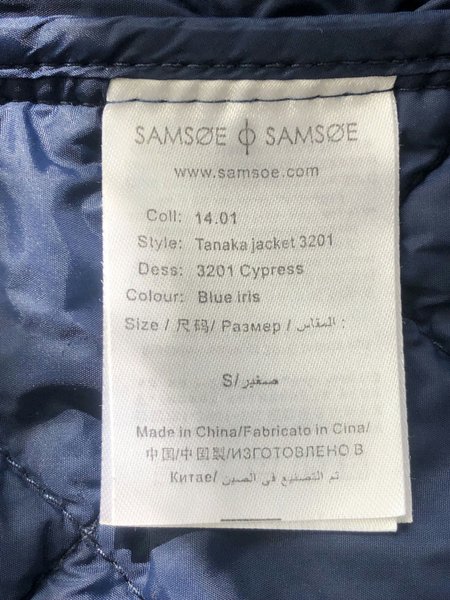 SAMSØE ϕ SAMSØE
www.samsoe.com
Coll: 14.01
Style: Tanaka jacket 3201
Dess: 3201 Cypress
Colour: Blue iris
Size / 尺码/ Размер / المقاس :
S/صغير
Made in China/Fabricato in Cina/
中国/中國製/ИЗГОТОВЛЕНО В
Китае/تم التصنيع في الصين